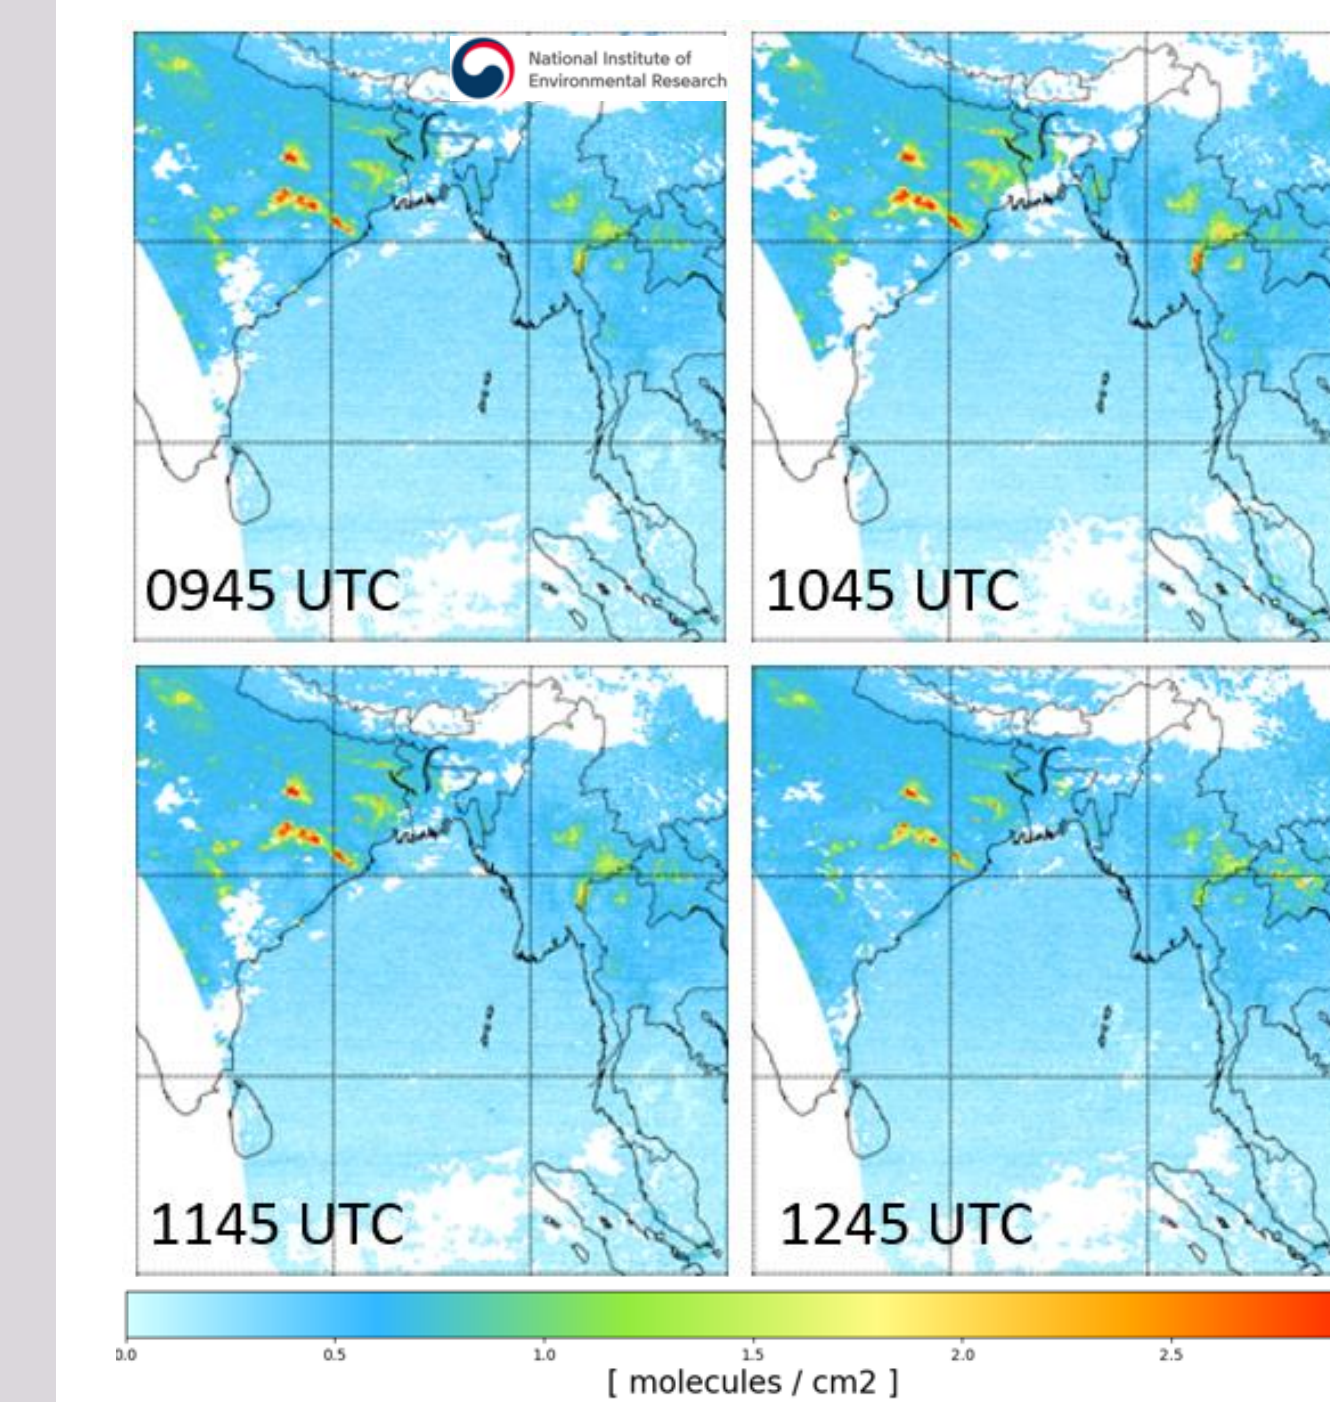 National Institute of
Environmental Research
0945 UTC
1045 UTC
1145 UTC
1245 UTC
0.0 0.5 1.0 1.5 2.0 2.5
[ molecules / cm2 ]